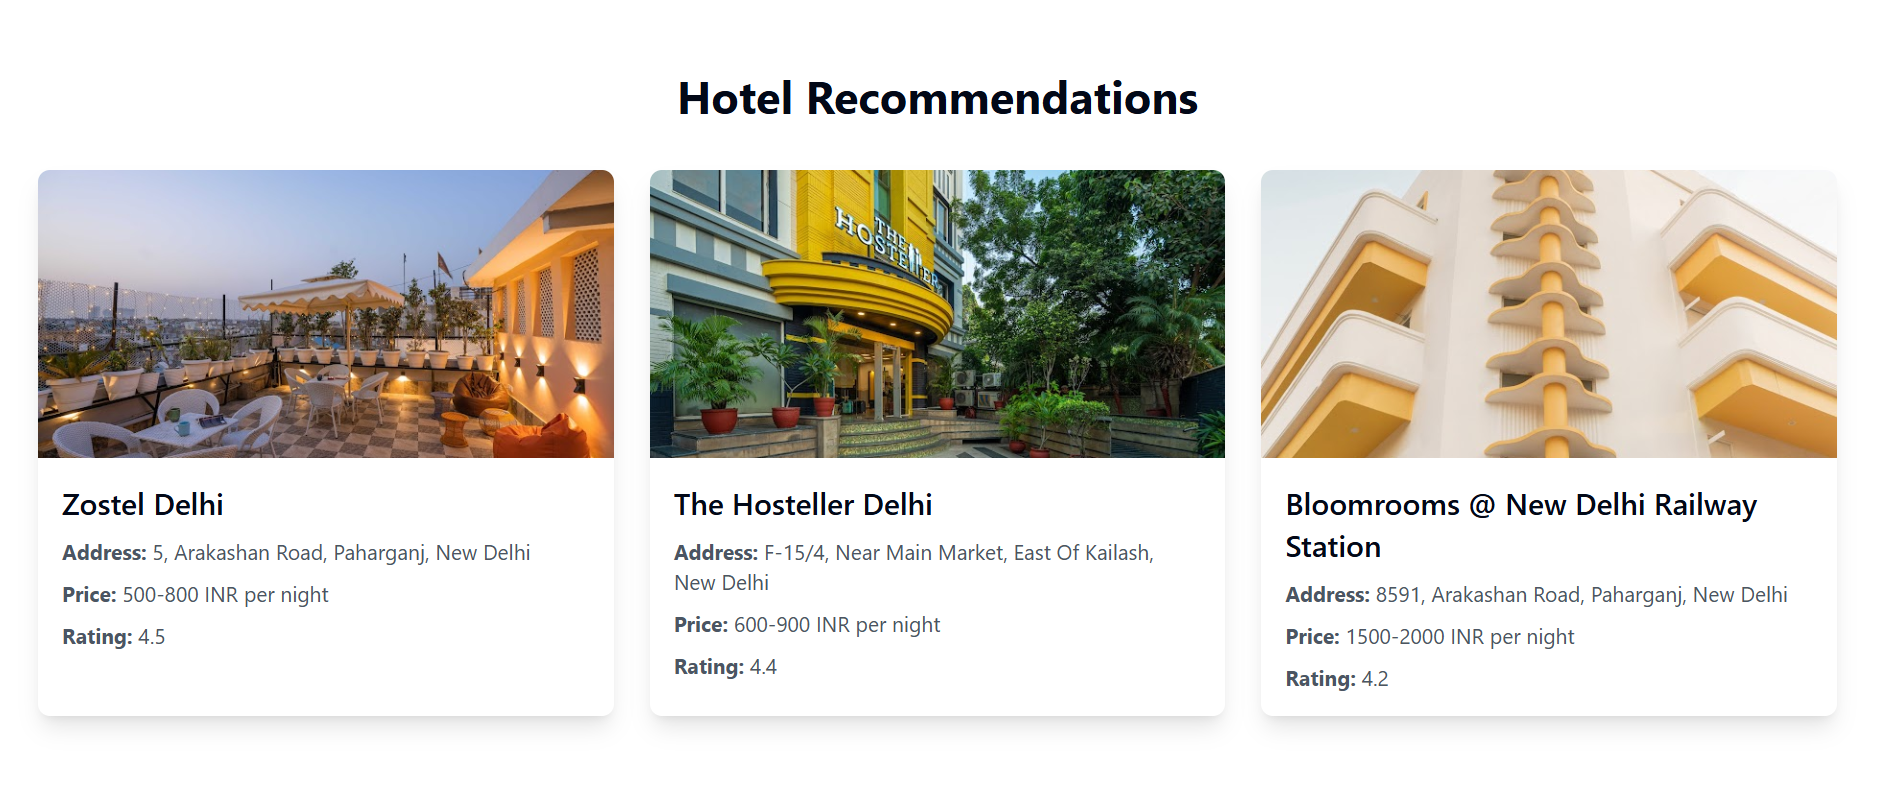 Hotel Recommendations
THE
HOSTELLER
Zostel Delhi
Address: 5, Arakashan Road, Paharganj, New Delhi
Price: 500-800 INR per night
Rating: 4.5
The Hosteller Delhi
Address: F-15/4, Near Main Market, East Of Kailash,
New Delhi
Price: 600-900 INR per night
Rating: 4.4
Bloomrooms @ New Delhi Railway
Station
Address: 8591, Arakashan Road, Paharganj, New Delhi
Price: 1500-2000 INR per night
Rating: 4.2